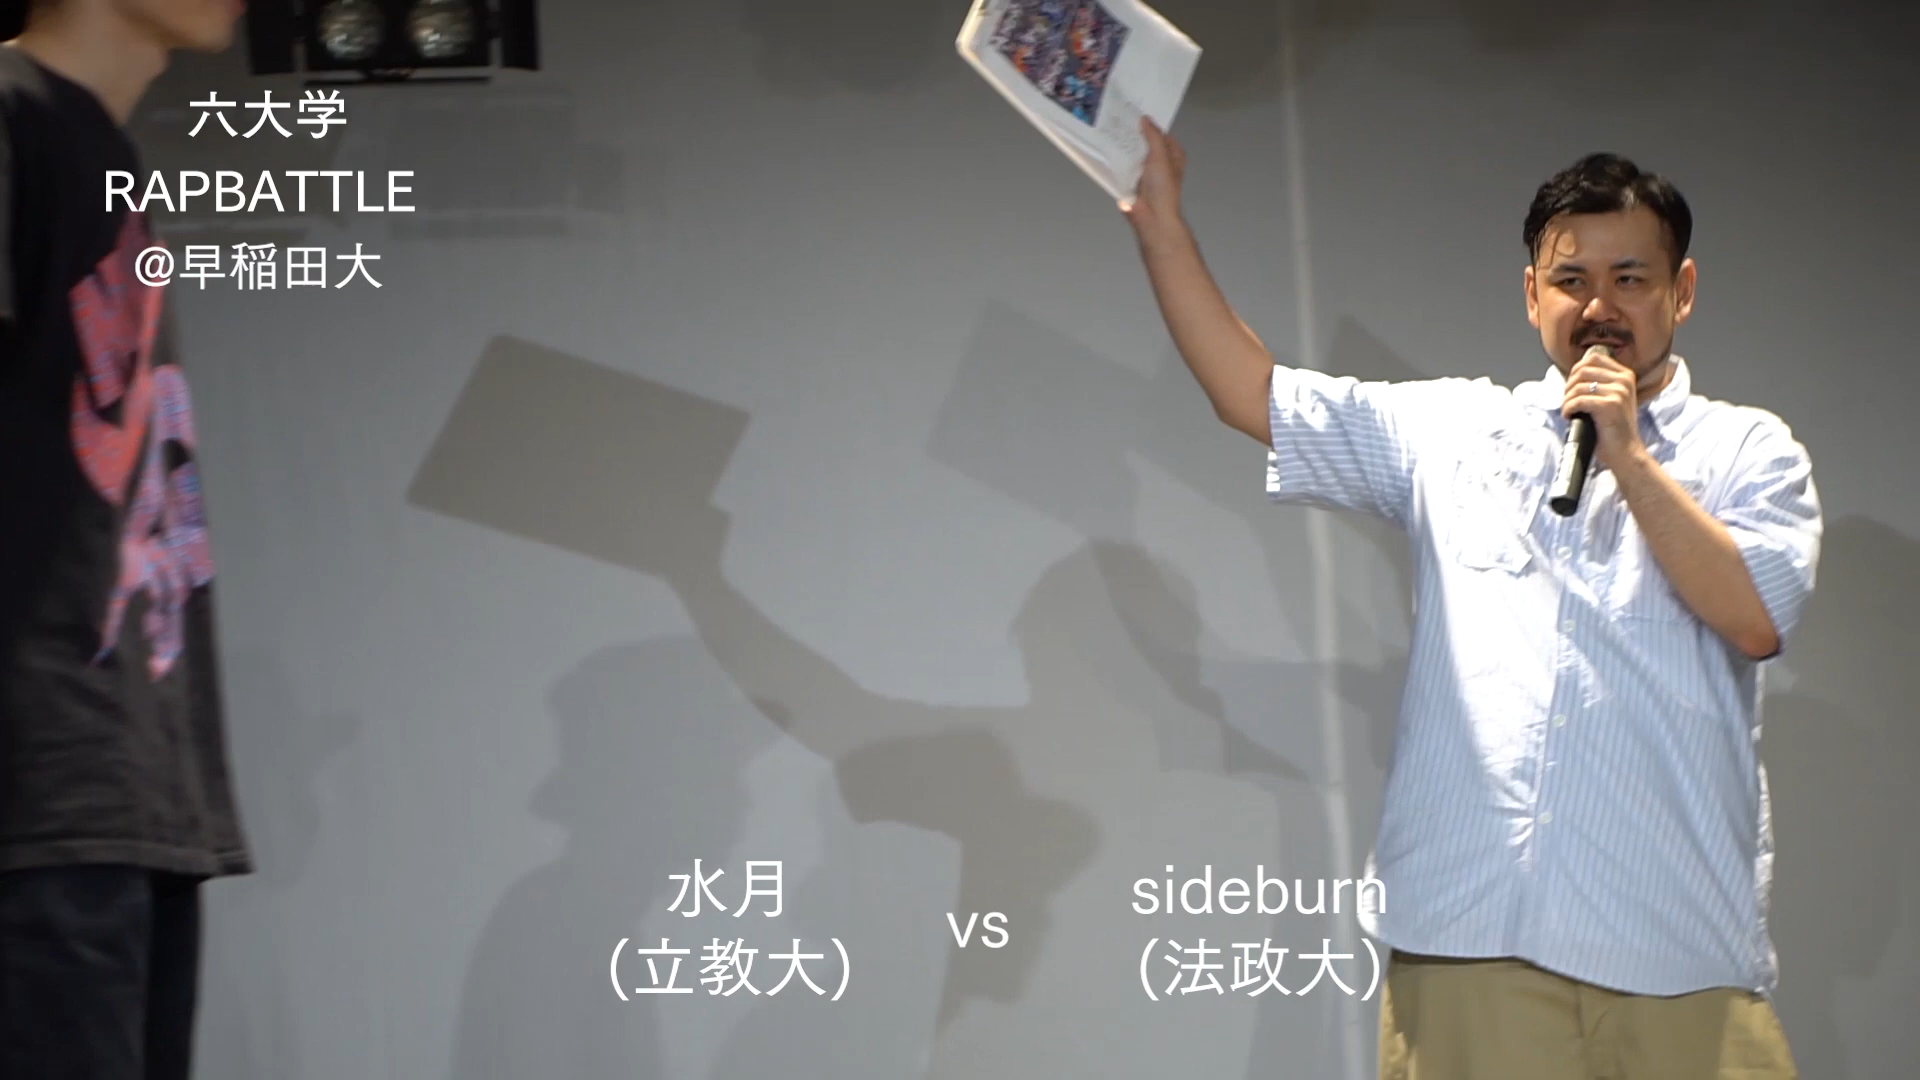 六大学
RAPBATTLE
@早稲田大
水月
(立教大)
vs
sideburn
(法政大)